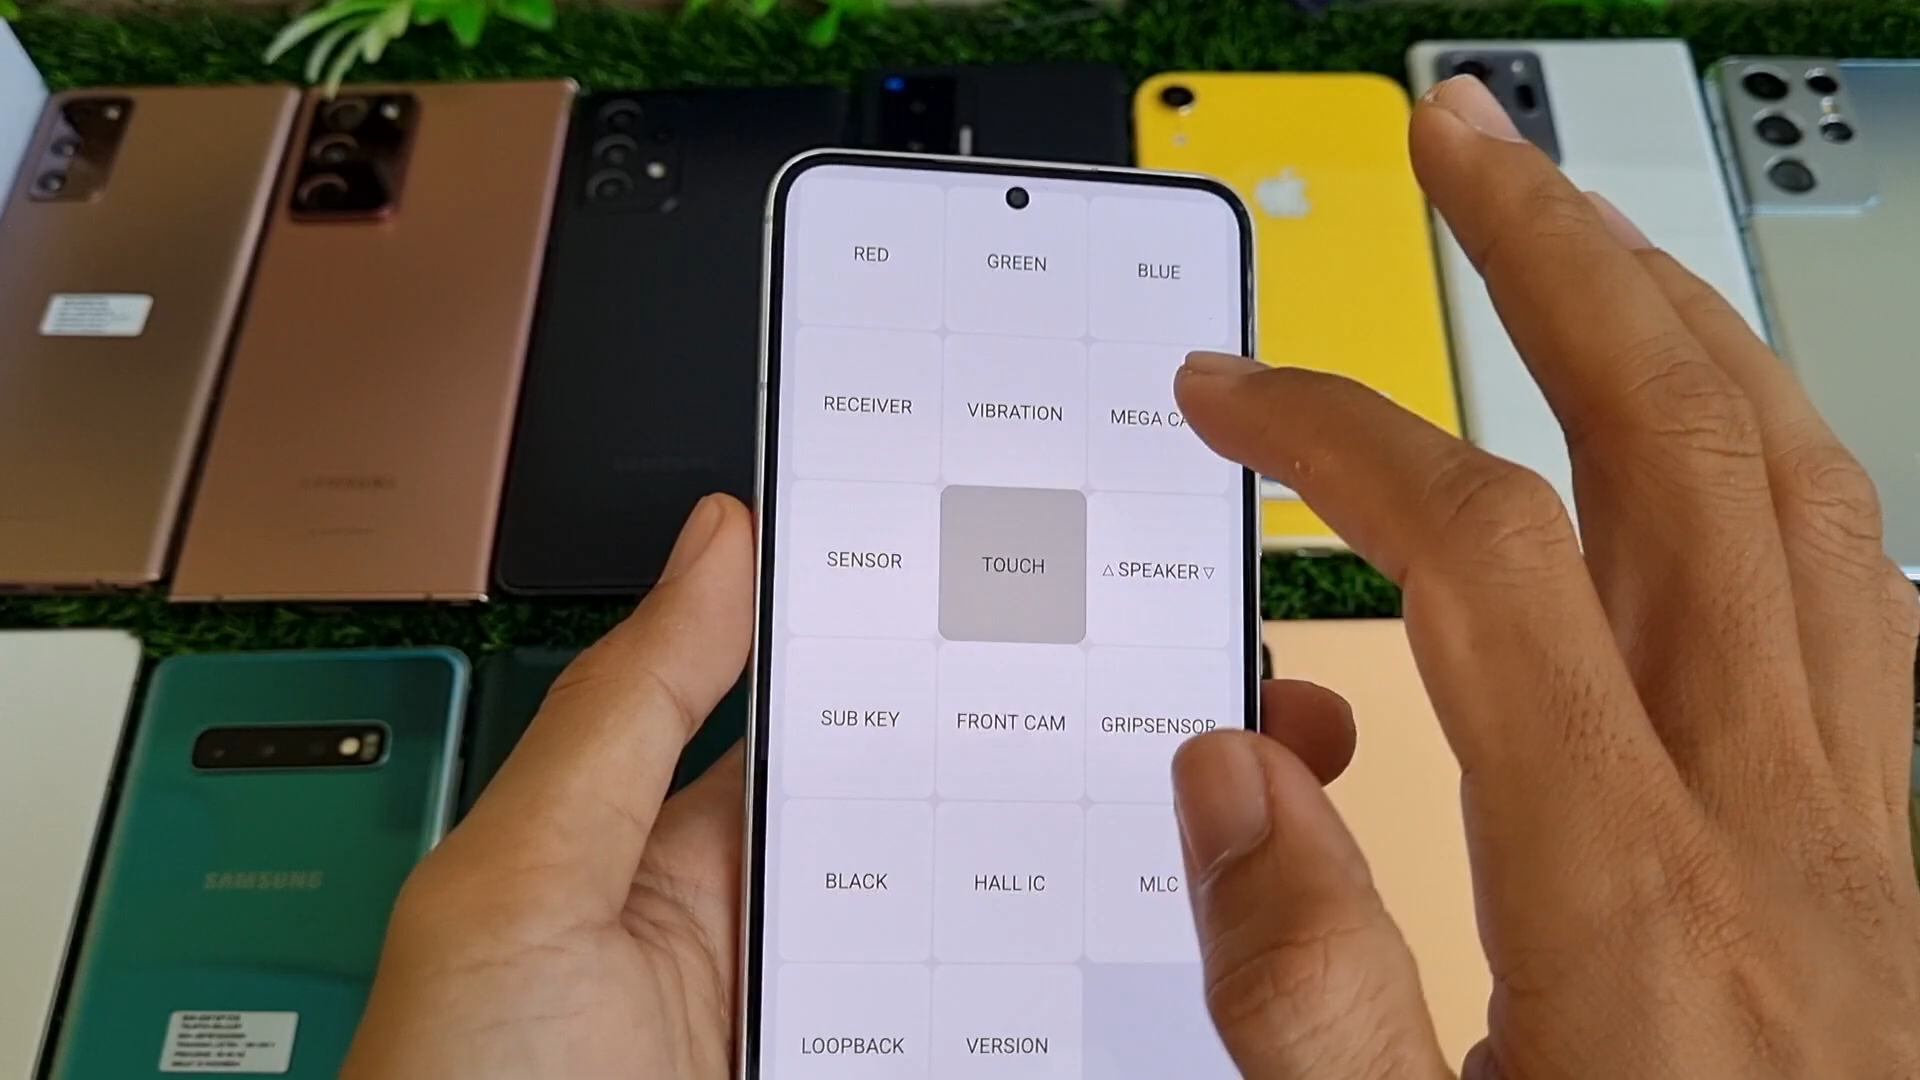 RED
GREEN
BLUE
RECEIVER
VIBRATION
MEGA
SENSOR
TOUCH
△ SPEAKER ▽
SUB KEY
FRONT CAM
GRIPSENSOR
BLACK
HALL IC
MLC
LOOPBACK
VERSION
SAMSUNG
SAMSUNG